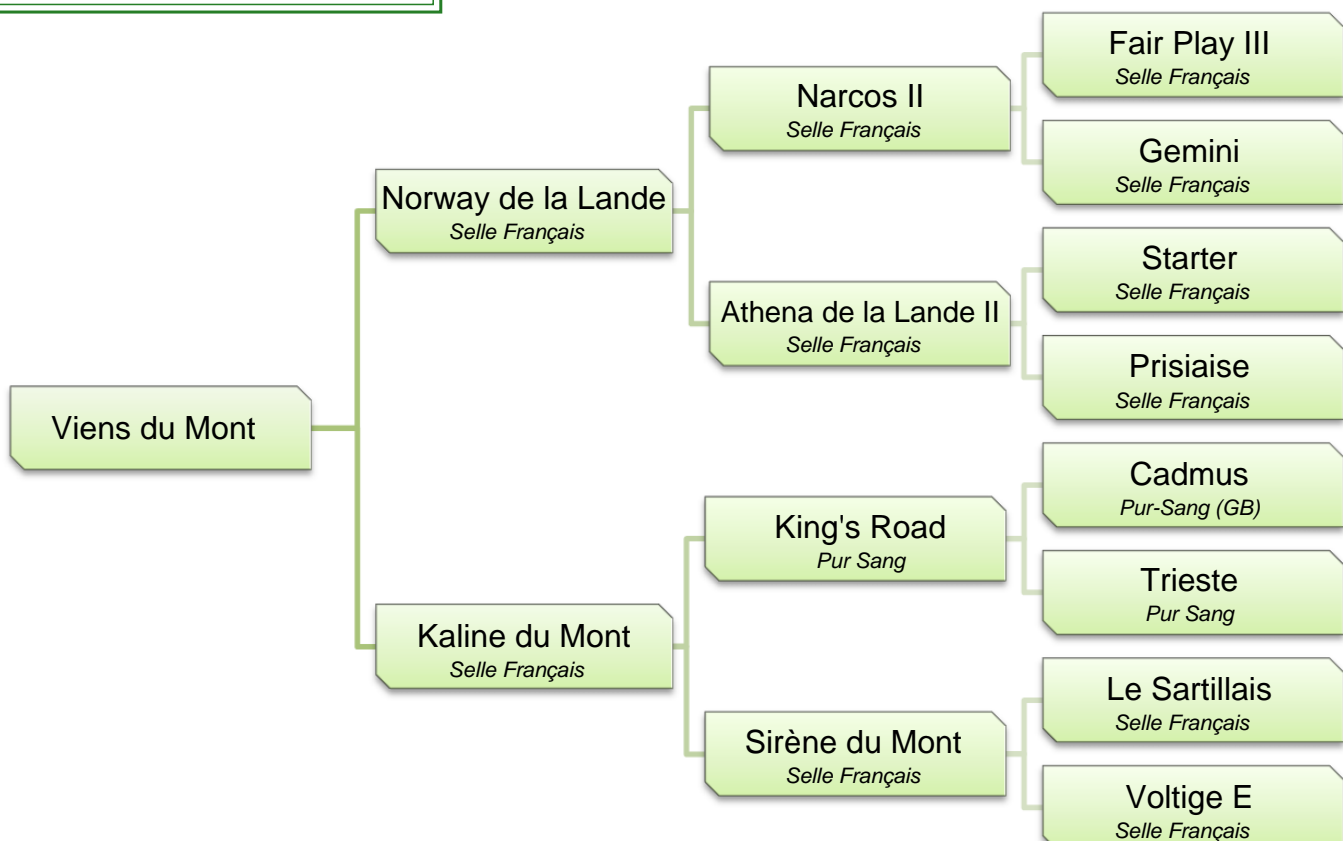 Fair Play III
Selle Français
Narcos II
Selle Français
Gemini
Selle Français
Norway de la Lande
Selle Français
Starter
Selle Français
Athena de la Lande II
Selle Français
Prisiaise
Selle Français
Viens du Mont
Cadmus
Pur-Sang (GB)
King's Road
Pur Sang
Trieste
Pur Sang
Kaline du Mont
Selle Français
Le Sartillais
Selle Français
Sirène du Mont
Selle Français
Voltige E
Selle Français